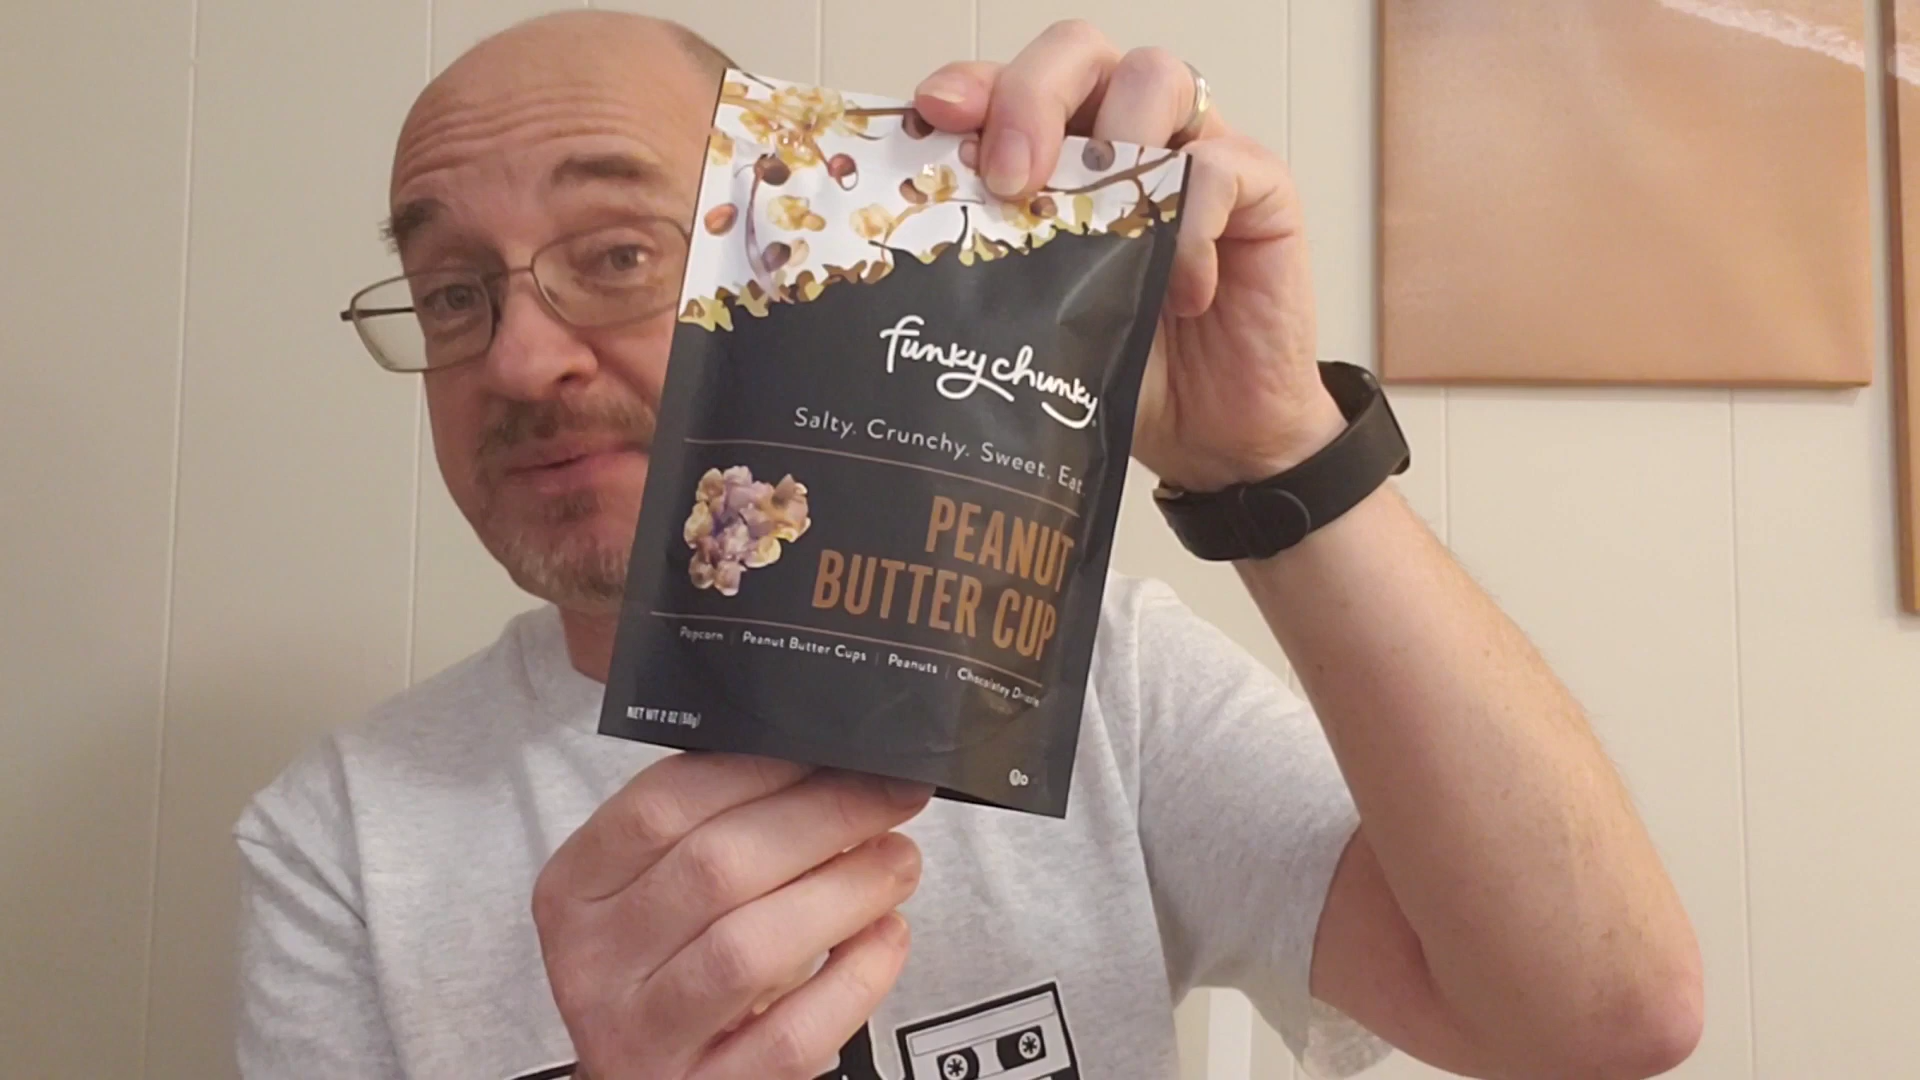 funky chunky
Salty. Crunchy. Sweet. Eat.
PEANUT
BUTTER CUP
Popcorn | Peanut Butter Cups | Peanuts | Chocolatey Drizzle
NET WT 2 OZ (56g)